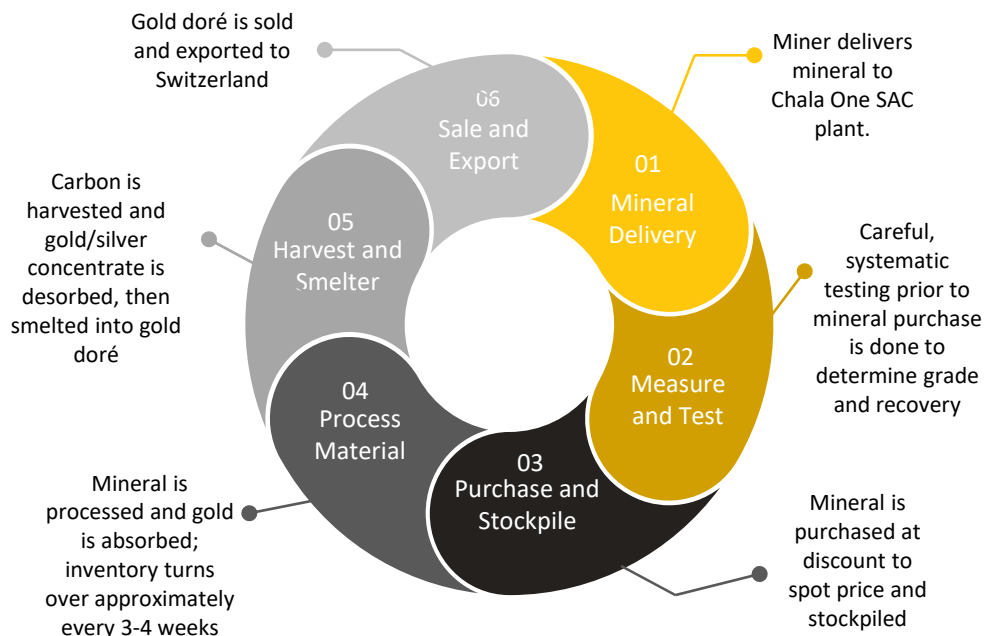 Gold doré is sold
and exported to
Switzerland
06
Sale and
Export
Miner delivers
mineral to
Chala One SAC
plant.
01
Mineral
Delivery
Carbon is
harvested and
gold/silver
concentrate is
desorbed, then
smelted into gold
doré
05
Harvest and
Smelter
Careful,
systematic
testing prior to
mineral purchase
is done to
determine grade
and recovery
02
Measure
and Test
04
Process
Material
03
Purchase and
Stockpile
Mineral is
processed and gold
is absorbed;
inventory turns
over approximately
every 3-4 weeks
Mineral is
purchased at
discount to
spot price and
stockpiled